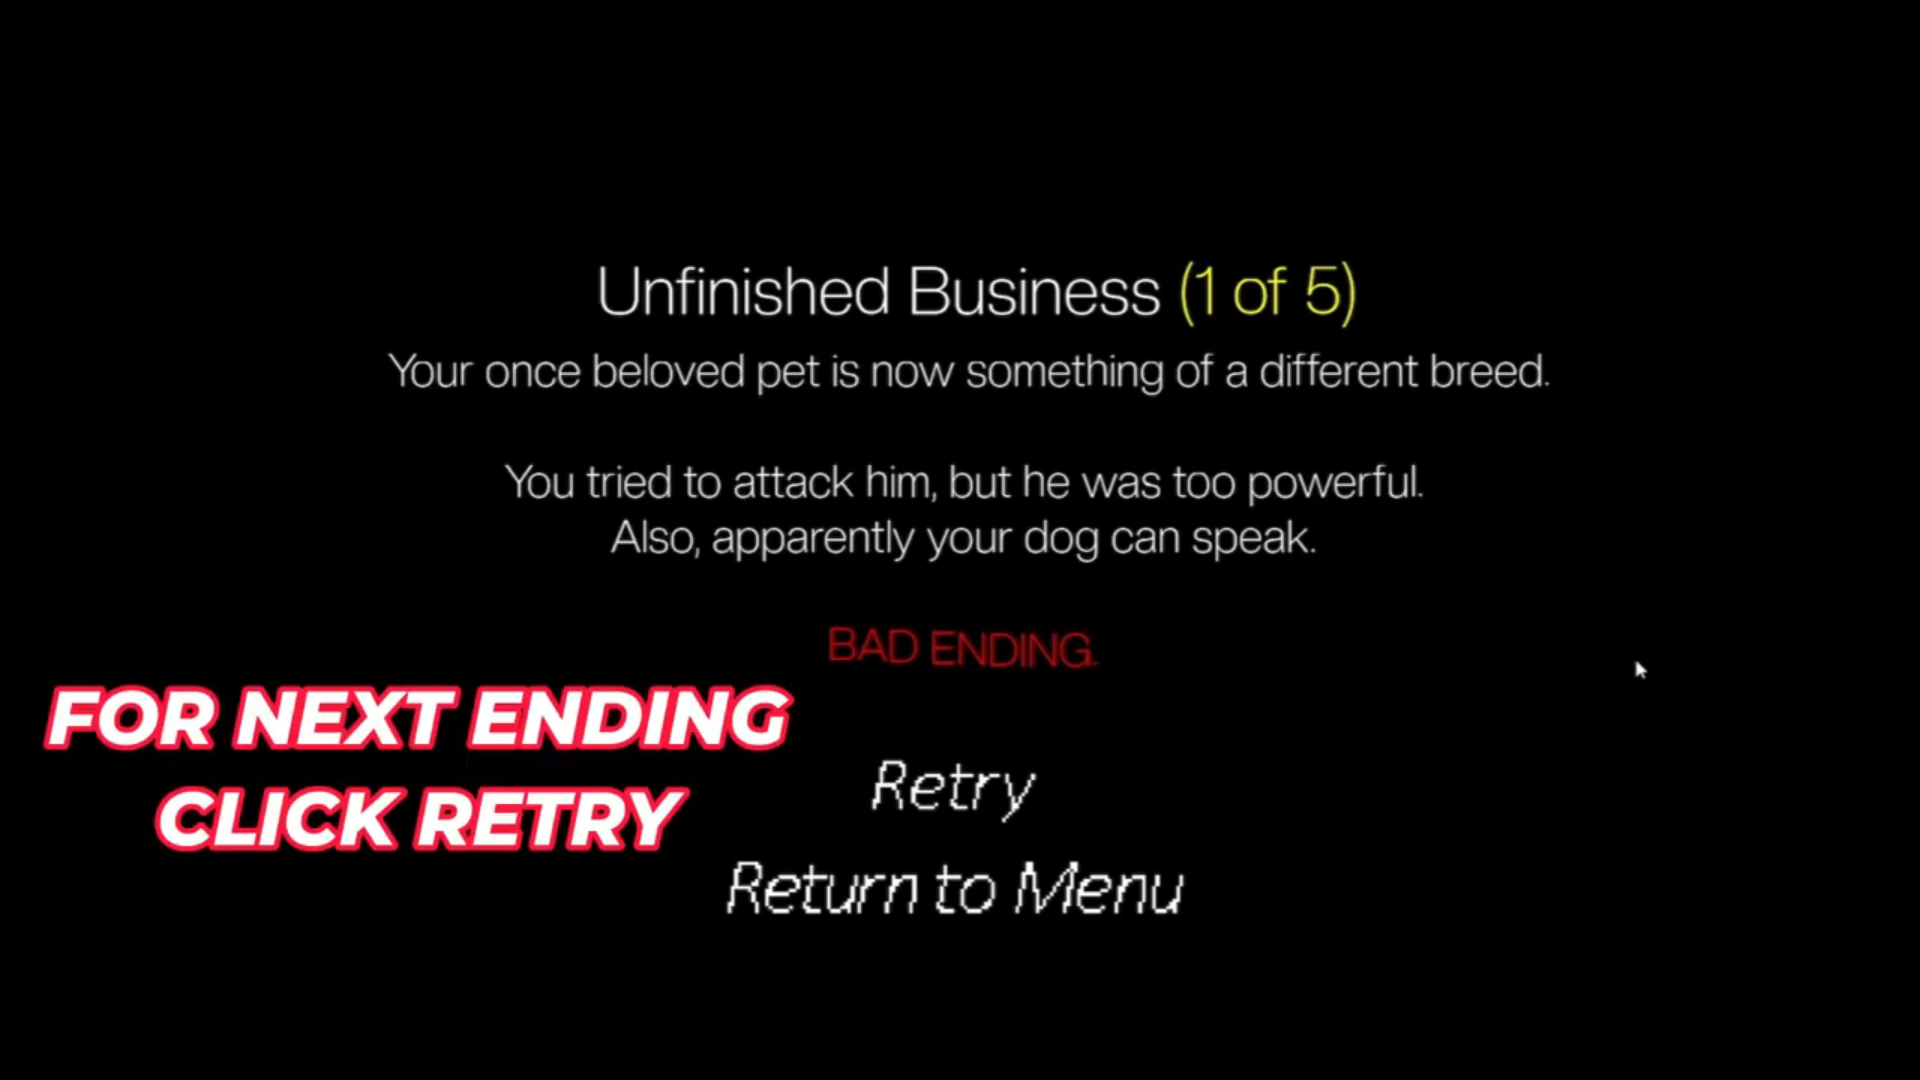 Unfinished Business (1 of 5)
Your once beloved pet is now something of a different breed.
You tried to attack him, but he was too powerful.
Also, apparently your dog can speak.
BAD ENDING.
FOR NEXT ENDING
CLICK RETRY
Retry
Return to Menu